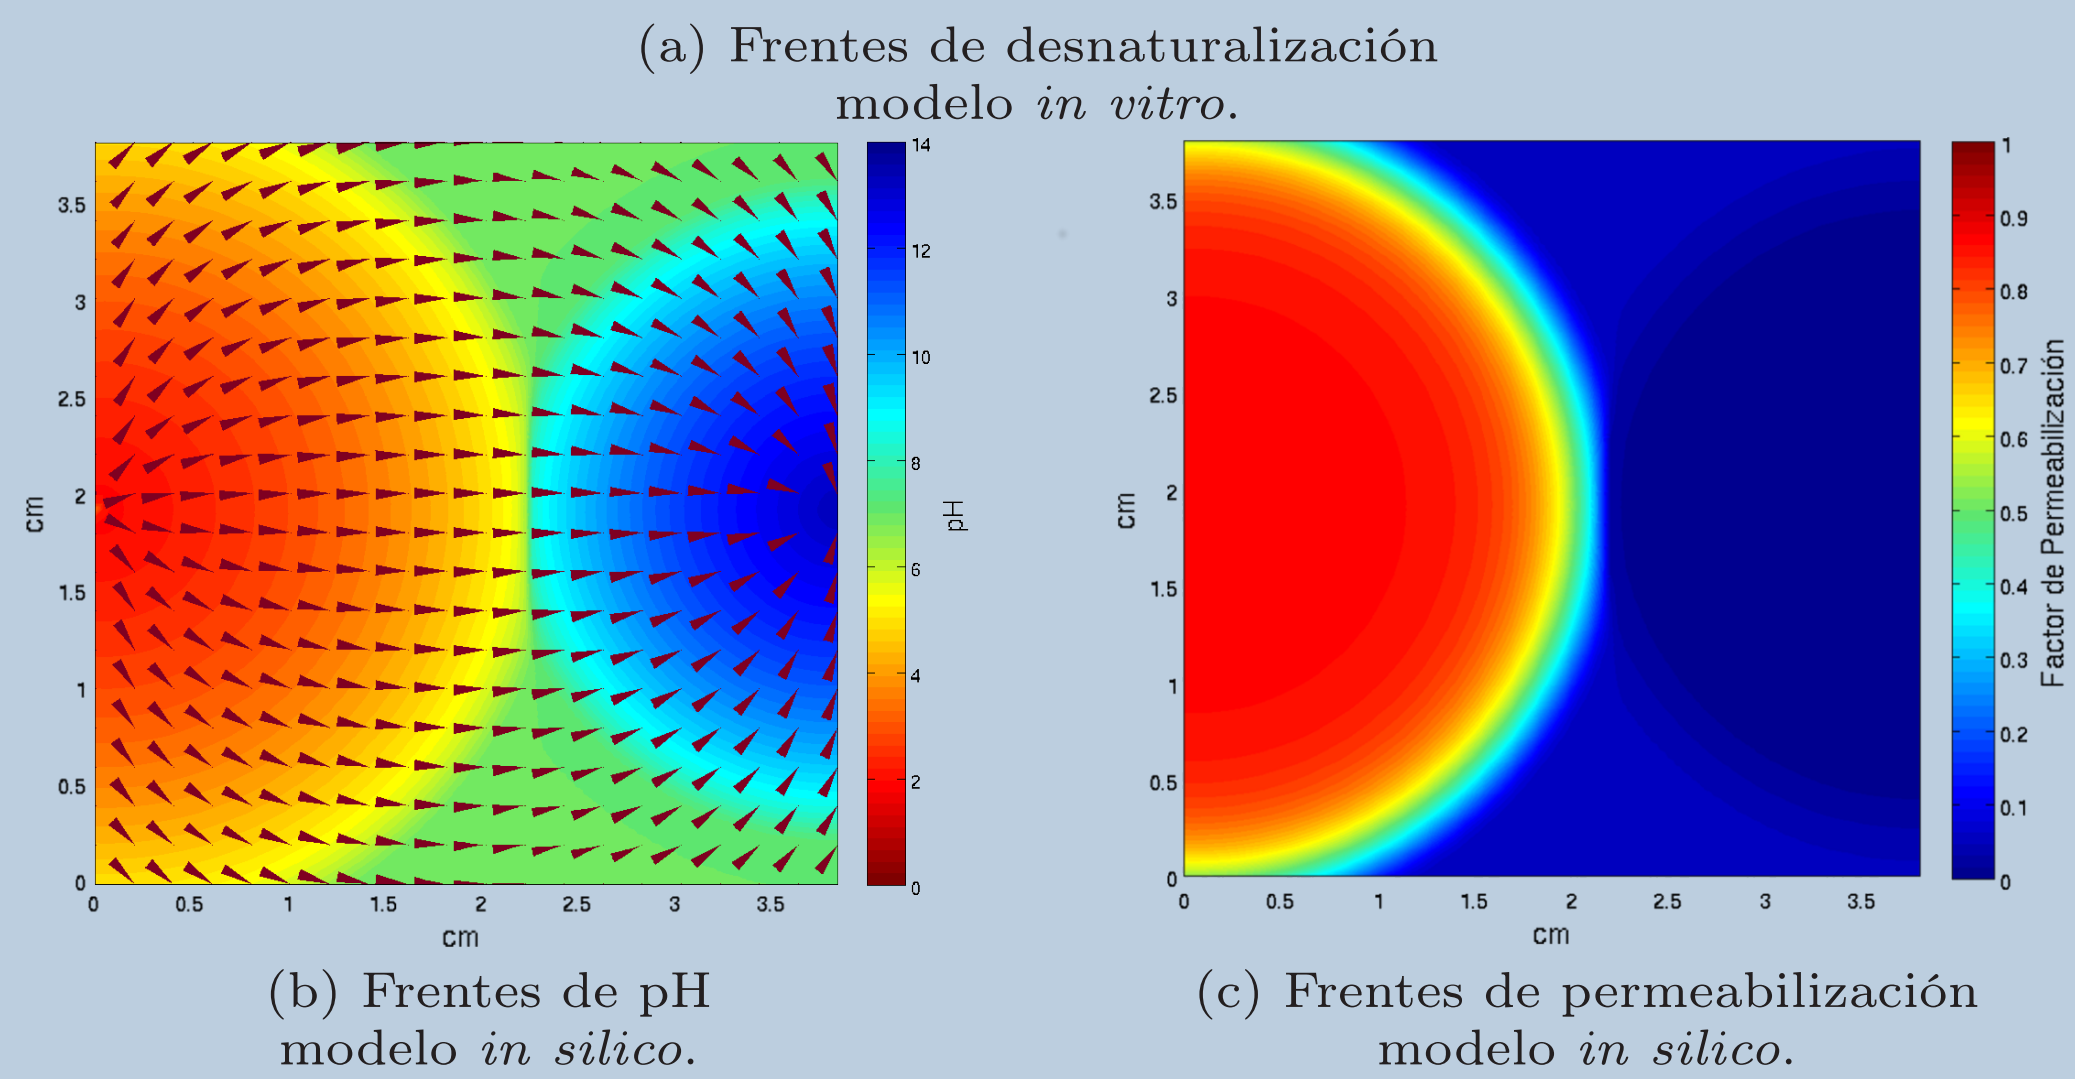 (a) Frentes de desnaturalización
modelo in vitro.
3.5
3
2.5
2
1.5
1
0.5
0
cm
0 0.5 1 1.5 2 2.5 3 3.5
cm
14
12
10
8
6
4
2
0
pH
3.5
3
2.5
2
1.5
1
0.5
0
cm
0 0.5 1 1.5 2 2.5 3 3.5
cm
1
0.9
0.8
0.7
0.6
0.5
0.4
0.3
0.2
0.1
0
Factor de Permeabilización
(b) Frentes de pH
modelo in silico.
(c) Frentes de permeabilización
modelo in silico.